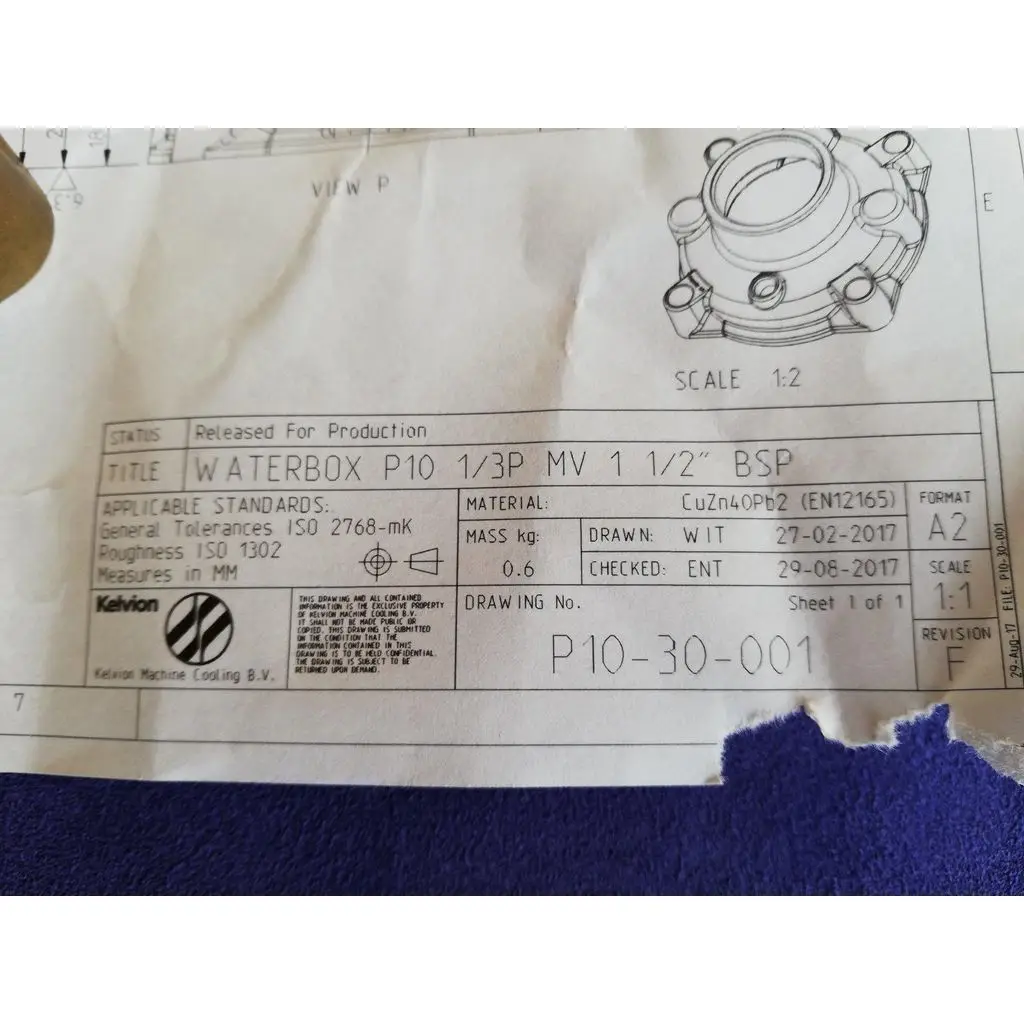 VIEW P
E
SCALE 1:2
STATUS Released For Production
TITLE WATERBOX P10 1/3P MV 1 1/2" BSP
APPLICABLE STANDARDS:
General Tolerances ISO 2768-mK
Roughness ISO 1302
Measures in MM
MATERIAL: CuZn40Pb2 (EN12165)
MASS kg:
0.6
DRAWN: WIT 27-02-2017
CHECKED: ENT 29-08-2017
FORMAT
A2
SCALE
1:1
REVISION
F
Kelvion
Kelvion Machine Cooling B.V.
THIS DRAWING AND ALL CONTAINED
INFORMATION IS THE EXCLUSIVE PROPERTY
OF KELVION MACHINE COOLING B.V.
IT SHALL NOT BE MADE PUBLIC OR
COPIED. THIS DRAWING IS SUBMITTED
ON THE CONDITION THAT THE
INFORMATION CONTAINED IN THIS
DRAWING IS TO BE HELD CONFIDENTIAL.
THE DRAWING IS SUBJECT TO BE
RETURNED UPON DEMAND.
DRAWING No. Sheet 1 of 1
P10-30-001
29-Aug-17 FILE: P10-30-001
7